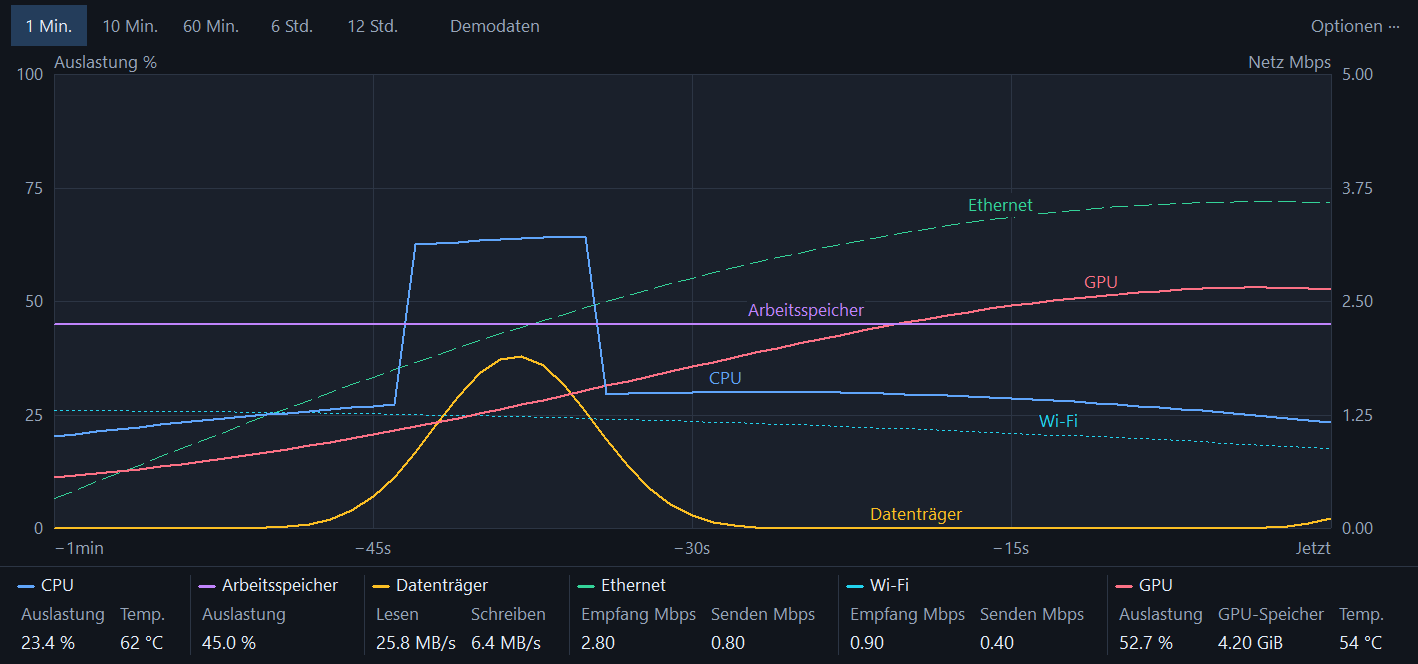 1 Min. 10 Min. 60 Min. 6 Std. 12 Std. Demodaten Optionen ···
Auslastung % Netz Mbps
100 5.00
75 3.75
Ethernet
GPU
50 2.50
Arbeitsspeicher
CPU
25 1.25
Wi-Fi
Datenträger
0 0.00
−1min −45s −30s −15s Jetzt
CPU Arbeitsspeicher Datenträger Ethernet Wi-Fi GPU
Auslastung Temp. Auslastung Lesen Schreiben Empfang Mbps Senden Mbps Empfang Mbps Senden Mbps Auslastung GPU-Speicher Temp.
23.4 % 62 °C 45.0 % 25.8 MB/s 6.4 MB/s 2.80 0.80 0.90 0.40 52.7 % 4.20 GiB 54 °C